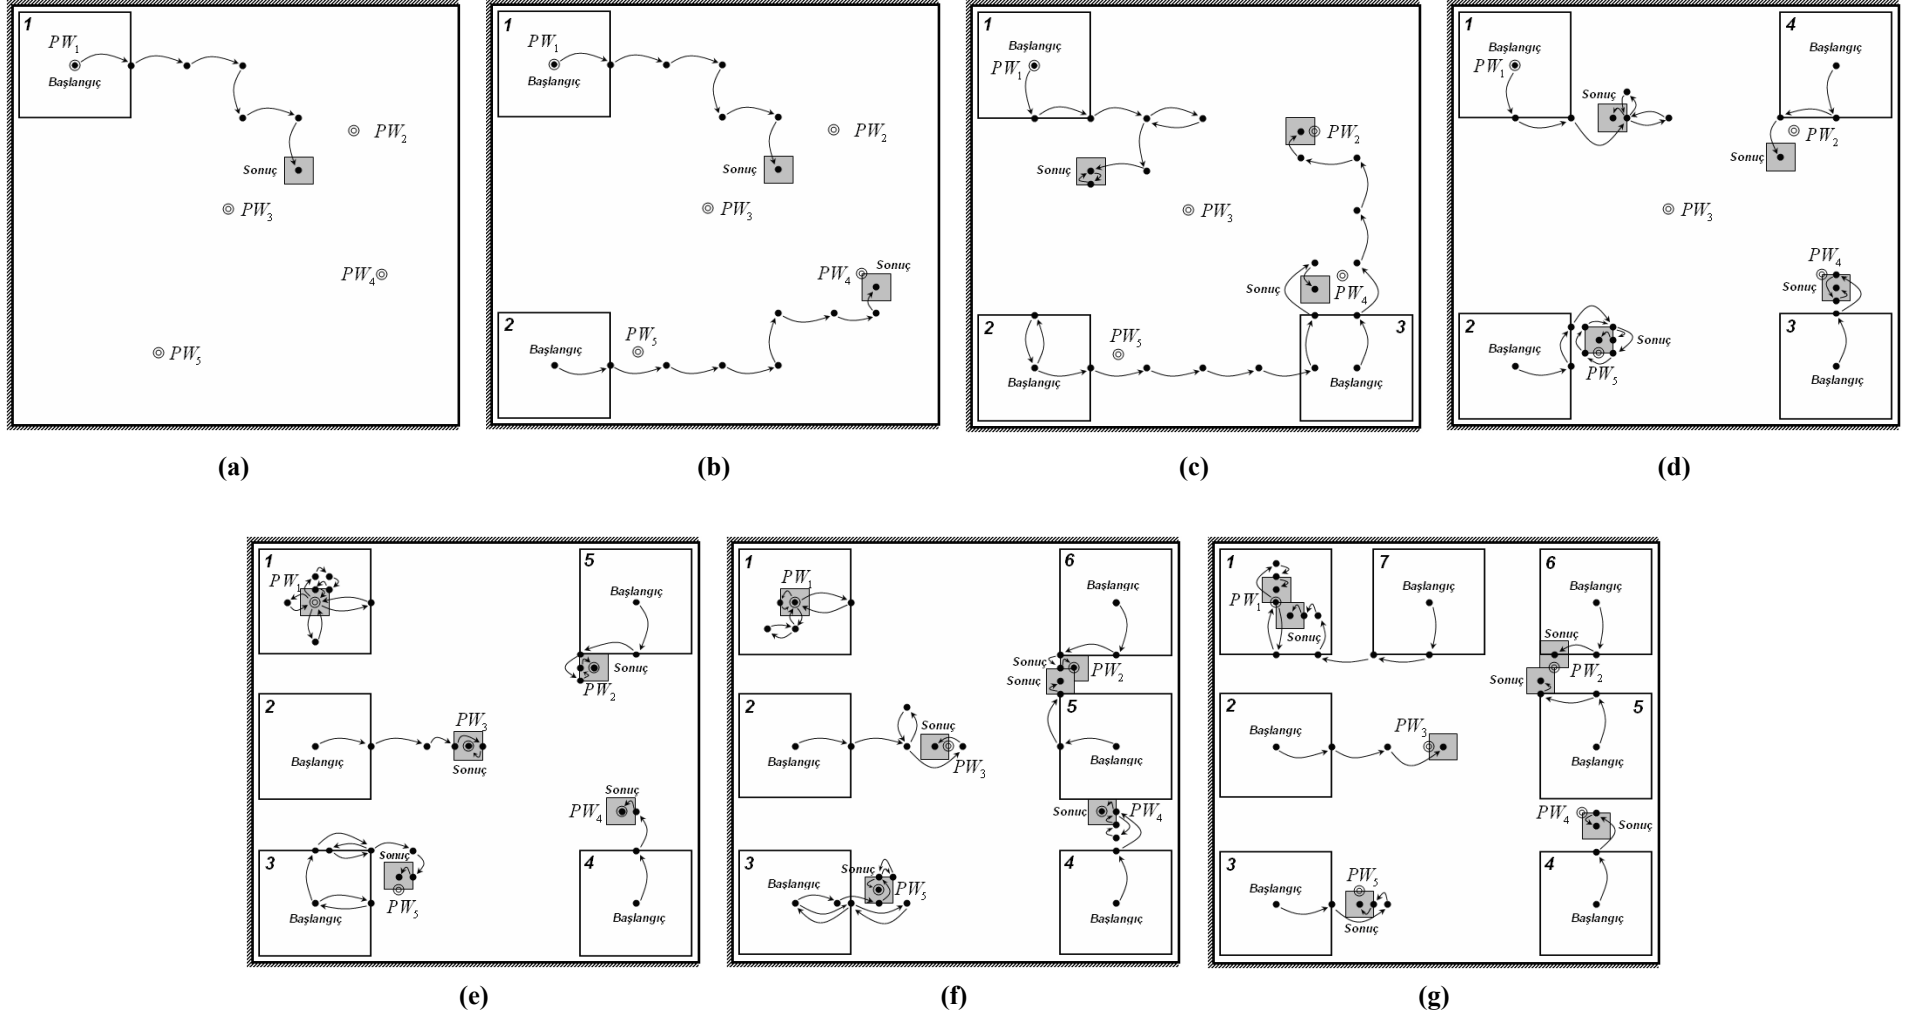 1
PW1
Başlangıç
PW2
Sonuç
PW3
PW4
PW5
(a)
1
PW1
Başlangıç
PW2
Sonuç
PW3
PW4
Sonuç
2
Başlangıç
PW5
(b)
1
Başlangıç
PW1
PW2
Sonuç
PW3
Sonuç
PW4
2
PW5
3
Başlangıç
Başlangıç
(c)
1
Başlangıç
PW1
Sonuç
4
Başlangıç
PW2
Sonuç
PW3
PW4
Sonuç
2
Başlangıç
Sonuç
PW5
3
Başlangıç
(d)
1
PW1
5
Başlangıç
Sonuç
PW2
2
Başlangıç
PW3
Sonuç
Sonuç
PW4
3
Başlangıç
Sonuç
PW5
4
Başlangıç
(e)
1
PW1
6
Başlangıç
Sonuç
PW2
Sonuç
2
Başlangıç
Sonuç
PW3
5
Başlangıç
Sonuç
PW4
3
Başlangıç
Sonuç
PW5
4
Başlangıç
(f)
1
PW1
Sonuç
7
Başlangıç
6
Başlangıç
Sonuç
PW2
Sonuç
2
Başlangıç
PW3
5
Başlangıç
PW4
Sonuç
3
Başlangıç
PW5
Sonuç
4
Başlangıç
(g)